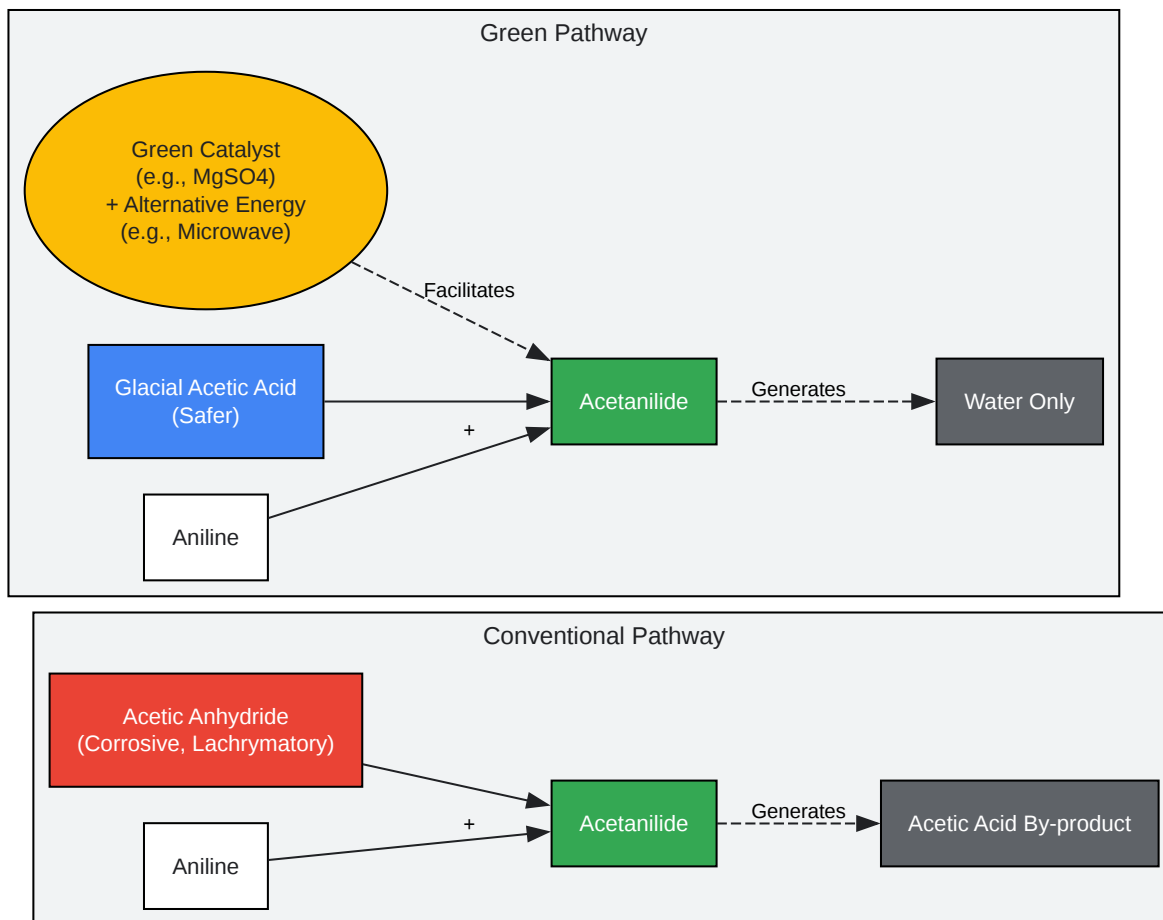 Green Pathway
Green Catalyst
(e.g., MgSO4)
+ Alternative Energy
(e.g., Microwave)
Facilitates
Glacial Acetic Acid
(Safer)
Acetanilide
Generates
Water Only
+
Aniline
Conventional Pathway
Acetic Anhydride
(Corrosive, Lachrymatory)
Acetanilide
Generates
Acetic Acid By-product
+
Aniline